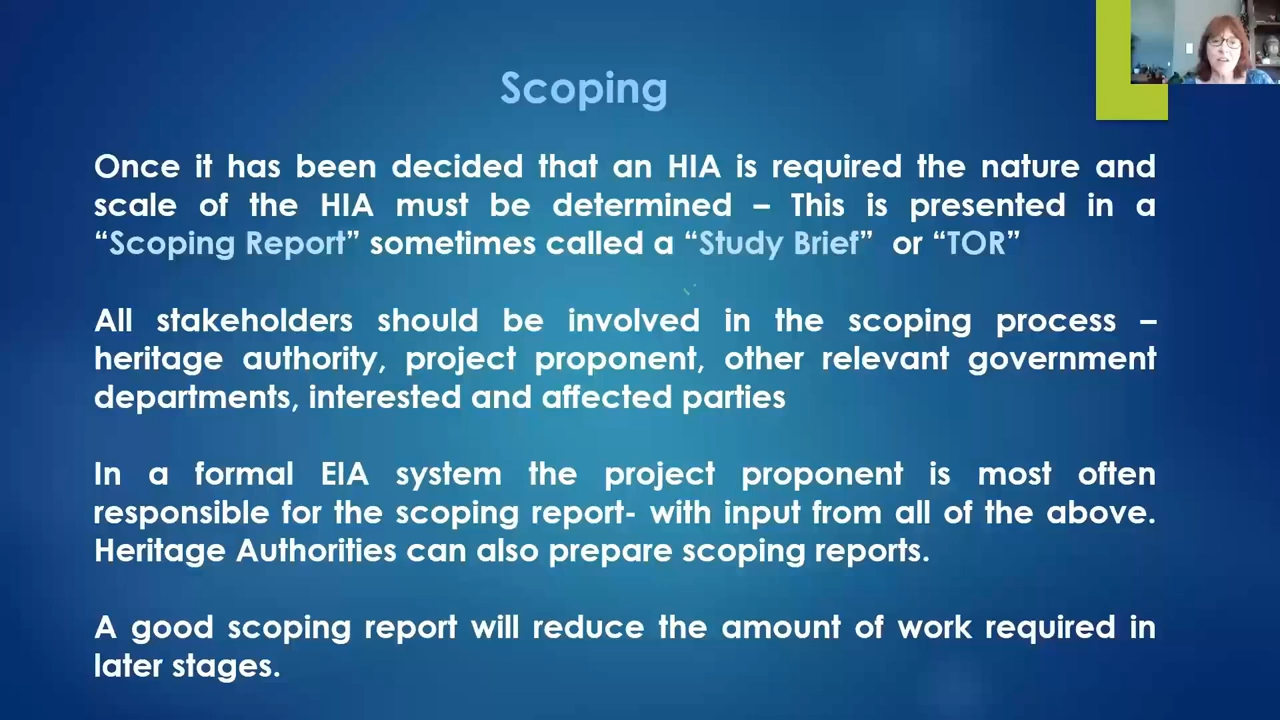 Scoping
Once it has been decided that an HIA is required the nature and
scale of the HIA must be determined – This is presented in a
“Scoping Report” sometimes called a “Study Brief” or “TOR”
All stakeholders should be involved in the scoping process –
heritage authority, project proponent, other relevant government
departments, interested and affected parties
In a formal EIA system the project proponent is most often
responsible for the scoping report- with input from all of the above.
Heritage Authorities can also prepare scoping reports.
A good scoping report will reduce the amount of work required in
later stages.